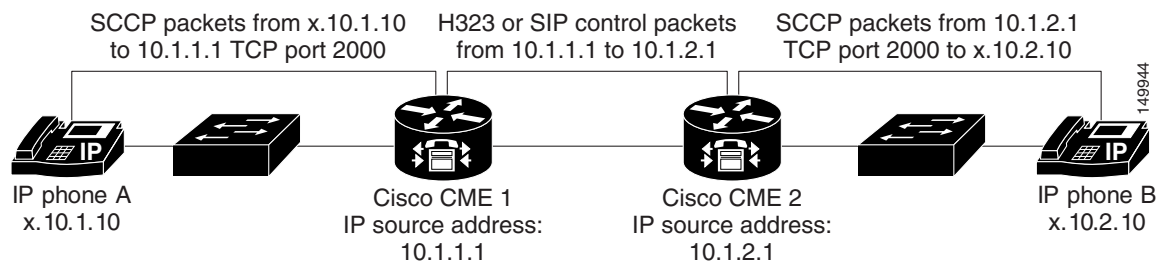 SCCP packets from x.10.1.10
to 10.1.1.1 TCP port 2000
H323 or SIP control packets
from 10.1.1.1 to 10.1.2.1
SCCP packets from 10.1.2.1
TCP port 2000 to x.10.2.10
149944
IP
IP
IP phone A
x.10.1.10
Cisco CME 1
IP source address:
10.1.1.1
Cisco CME 2
IP source address:
10.1.2.1
IP phone B
x.10.2.10